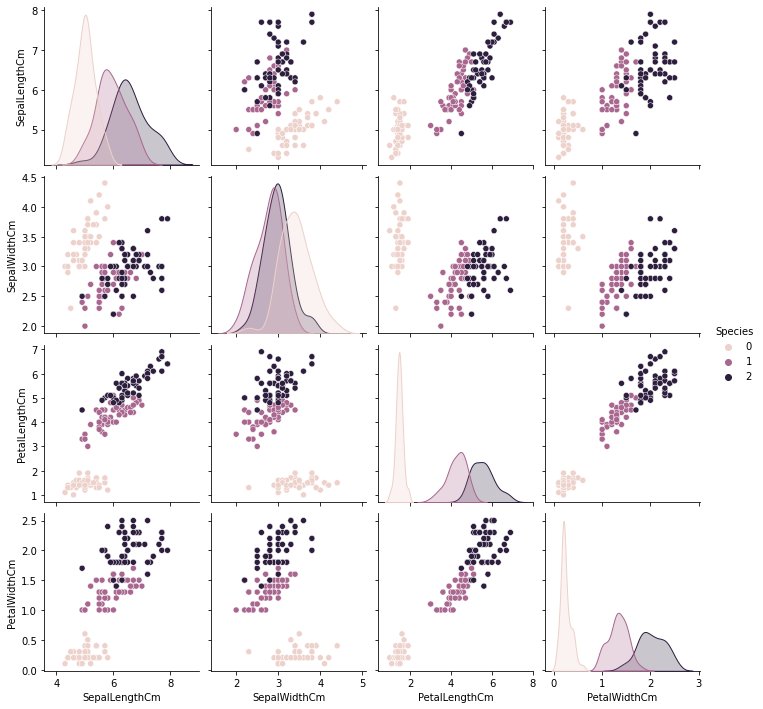 8
7
6
5
SepalLengthCm
4.5
4.0
3.5
3.0
2.5
2.0
SepalWidthCm
7
6
5
4
3
2
1
PetalLengthCm
2.5
2.0
1.5
1.0
0.5
0.0
PetalWidthCm
4 6 8
SepalLengthCm
2 3 4 5
SepalWidthCm
2 4 6 8
PetalLengthCm
0 1 2 3
PetalWidthCm
Species
0
1
2